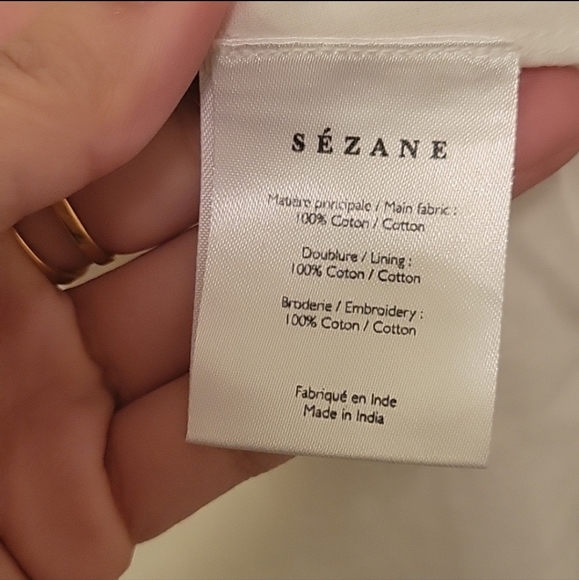 SÉZANE
Matière principale / Main fabric :
100% Coton / Cotton
Doublure / Lining :
100% Coton / Cotton
Broderie / Embroidery :
100% Coton / Cotton
Fabriqué en Inde
Made in India